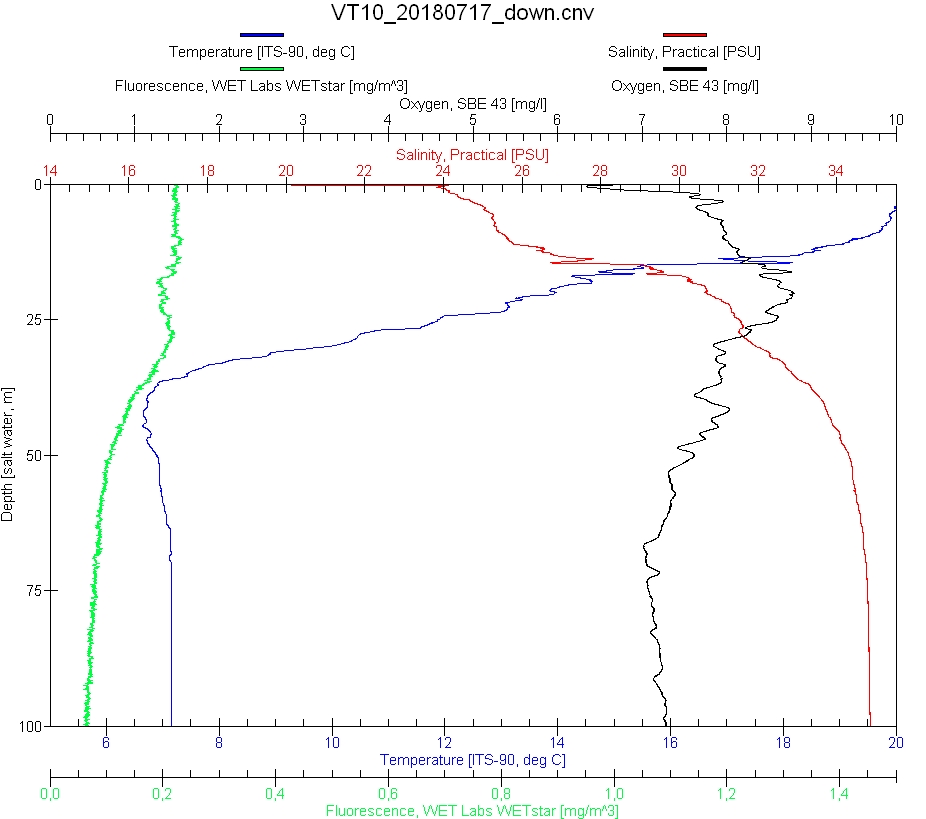 VT10_20180717_down.cnv
Temperature [ITS-90, deg C]
Salinity, Practical [PSU]
Fluorescence, WET Labs WETstar [mg/m^3]
Oxygen, SBE 43 [mg/l]
Oxygen, SBE 43 [mg/l]
0 1 2 3 4 5 6 7 8 9 10
Salinity, Practical [PSU]
14 16 18 20 22 24 26 28 30 32 34
0
25
50
75
100
Depth [salt water, m]
6 8 10 12 14 16 18 20
Temperature [ITS-90, deg C]
0,0 0,2 0,4 0,6 0,8 1,0 1,2 1,4
Fluorescence, WET Labs WETstar [mg/m^3]